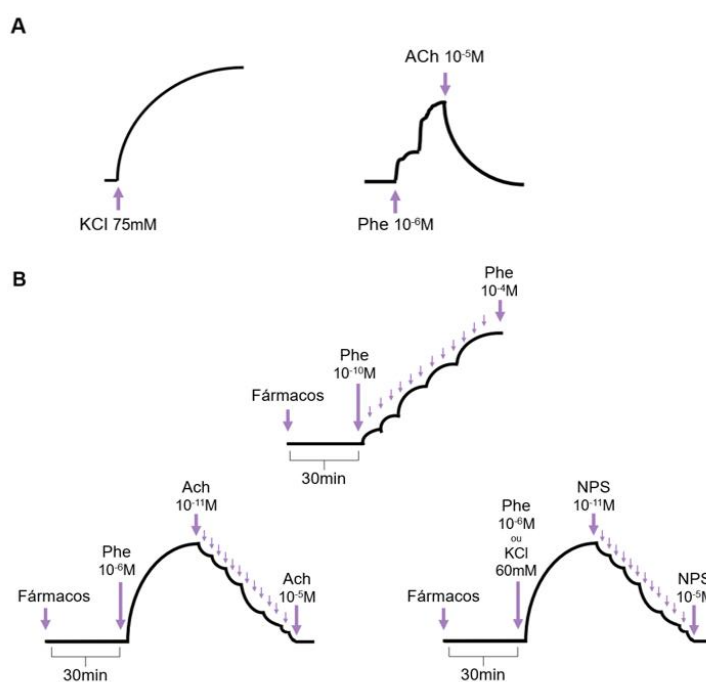 A
ACh 10⁻⁵M
KCl 75mM
Phe 10⁻⁶M
B
Phe
10⁻⁴M
Phe
10⁻¹⁰M
Fármacos
30min
Ach
10⁻¹¹M
Phe
10⁻⁶M
Fármacos
Ach
10⁻⁵M
30min
NPS
10⁻¹¹M
Phe
10⁻⁶M
ou
KCl
60mM
Fármacos
NPS
10⁻⁵M
30min